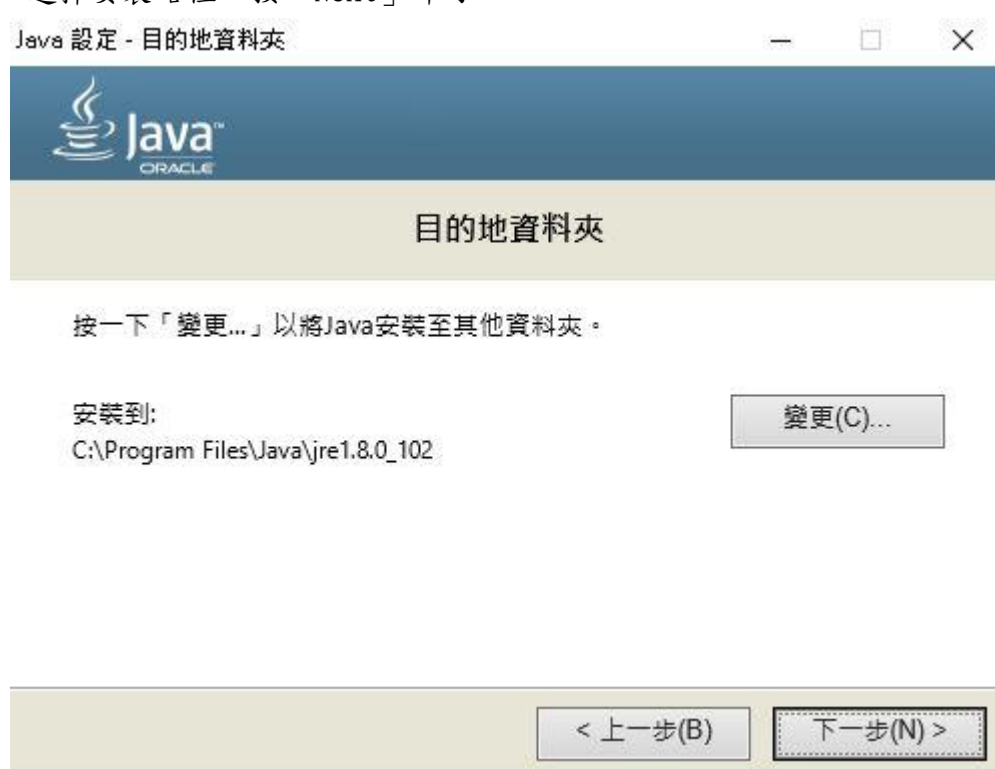 Java 設定 - 目的地資料夾
Java™
ORACLE
目的地資料夾
按一下「變更...」以將Java安裝至其他資料夾。
安裝到:
變更(C)...
C:\Program Files\Java\jre1.8.0_102
< 上一步(B)
下一步(N) >